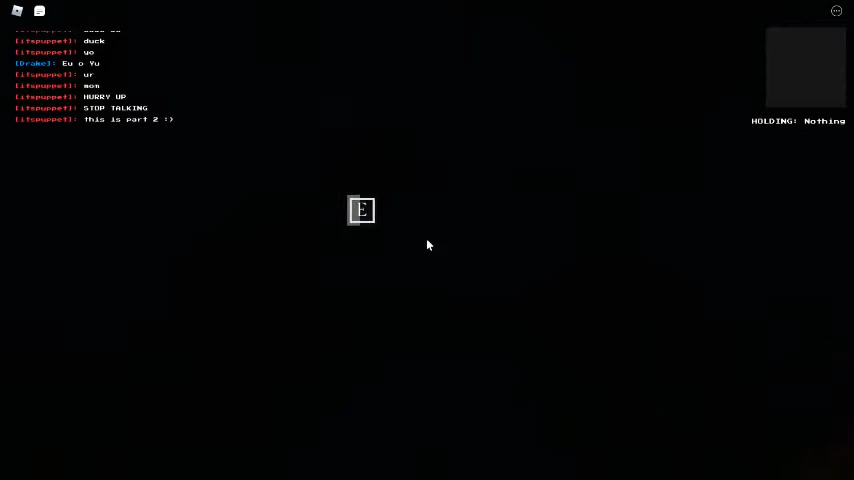 [itspuppet]: duck
[itspuppet]: yo
[Drake]: Eu o Yu
[itspuppet]: ur
[itspuppet]: mom
[itspuppet]: HURRY UP
[itspuppet]: STOP TALKING
[itspuppet]: this is part 2 :)
HOLDING: Nothing
E